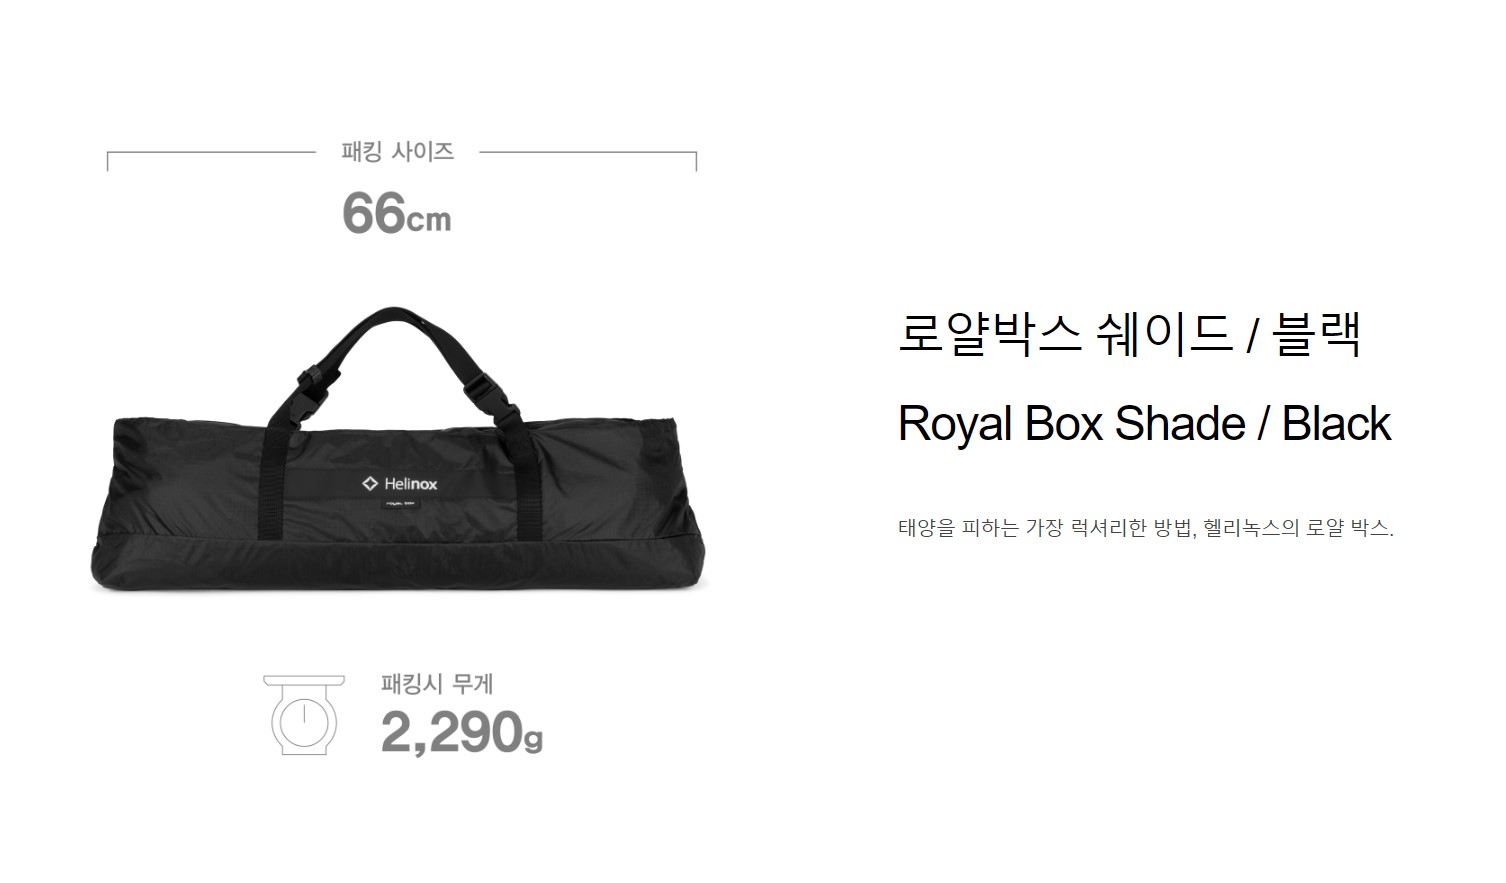 패킹 사이즈
66cm
Helinox
ROYAL BOX
패킹시 무게
2,290g
로얄박스 쉐이드 / 블랙
Royal Box Shade / Black
태양을 피하는 가장 럭셔리한 방법, 헬리녹스의 로얄 박스.